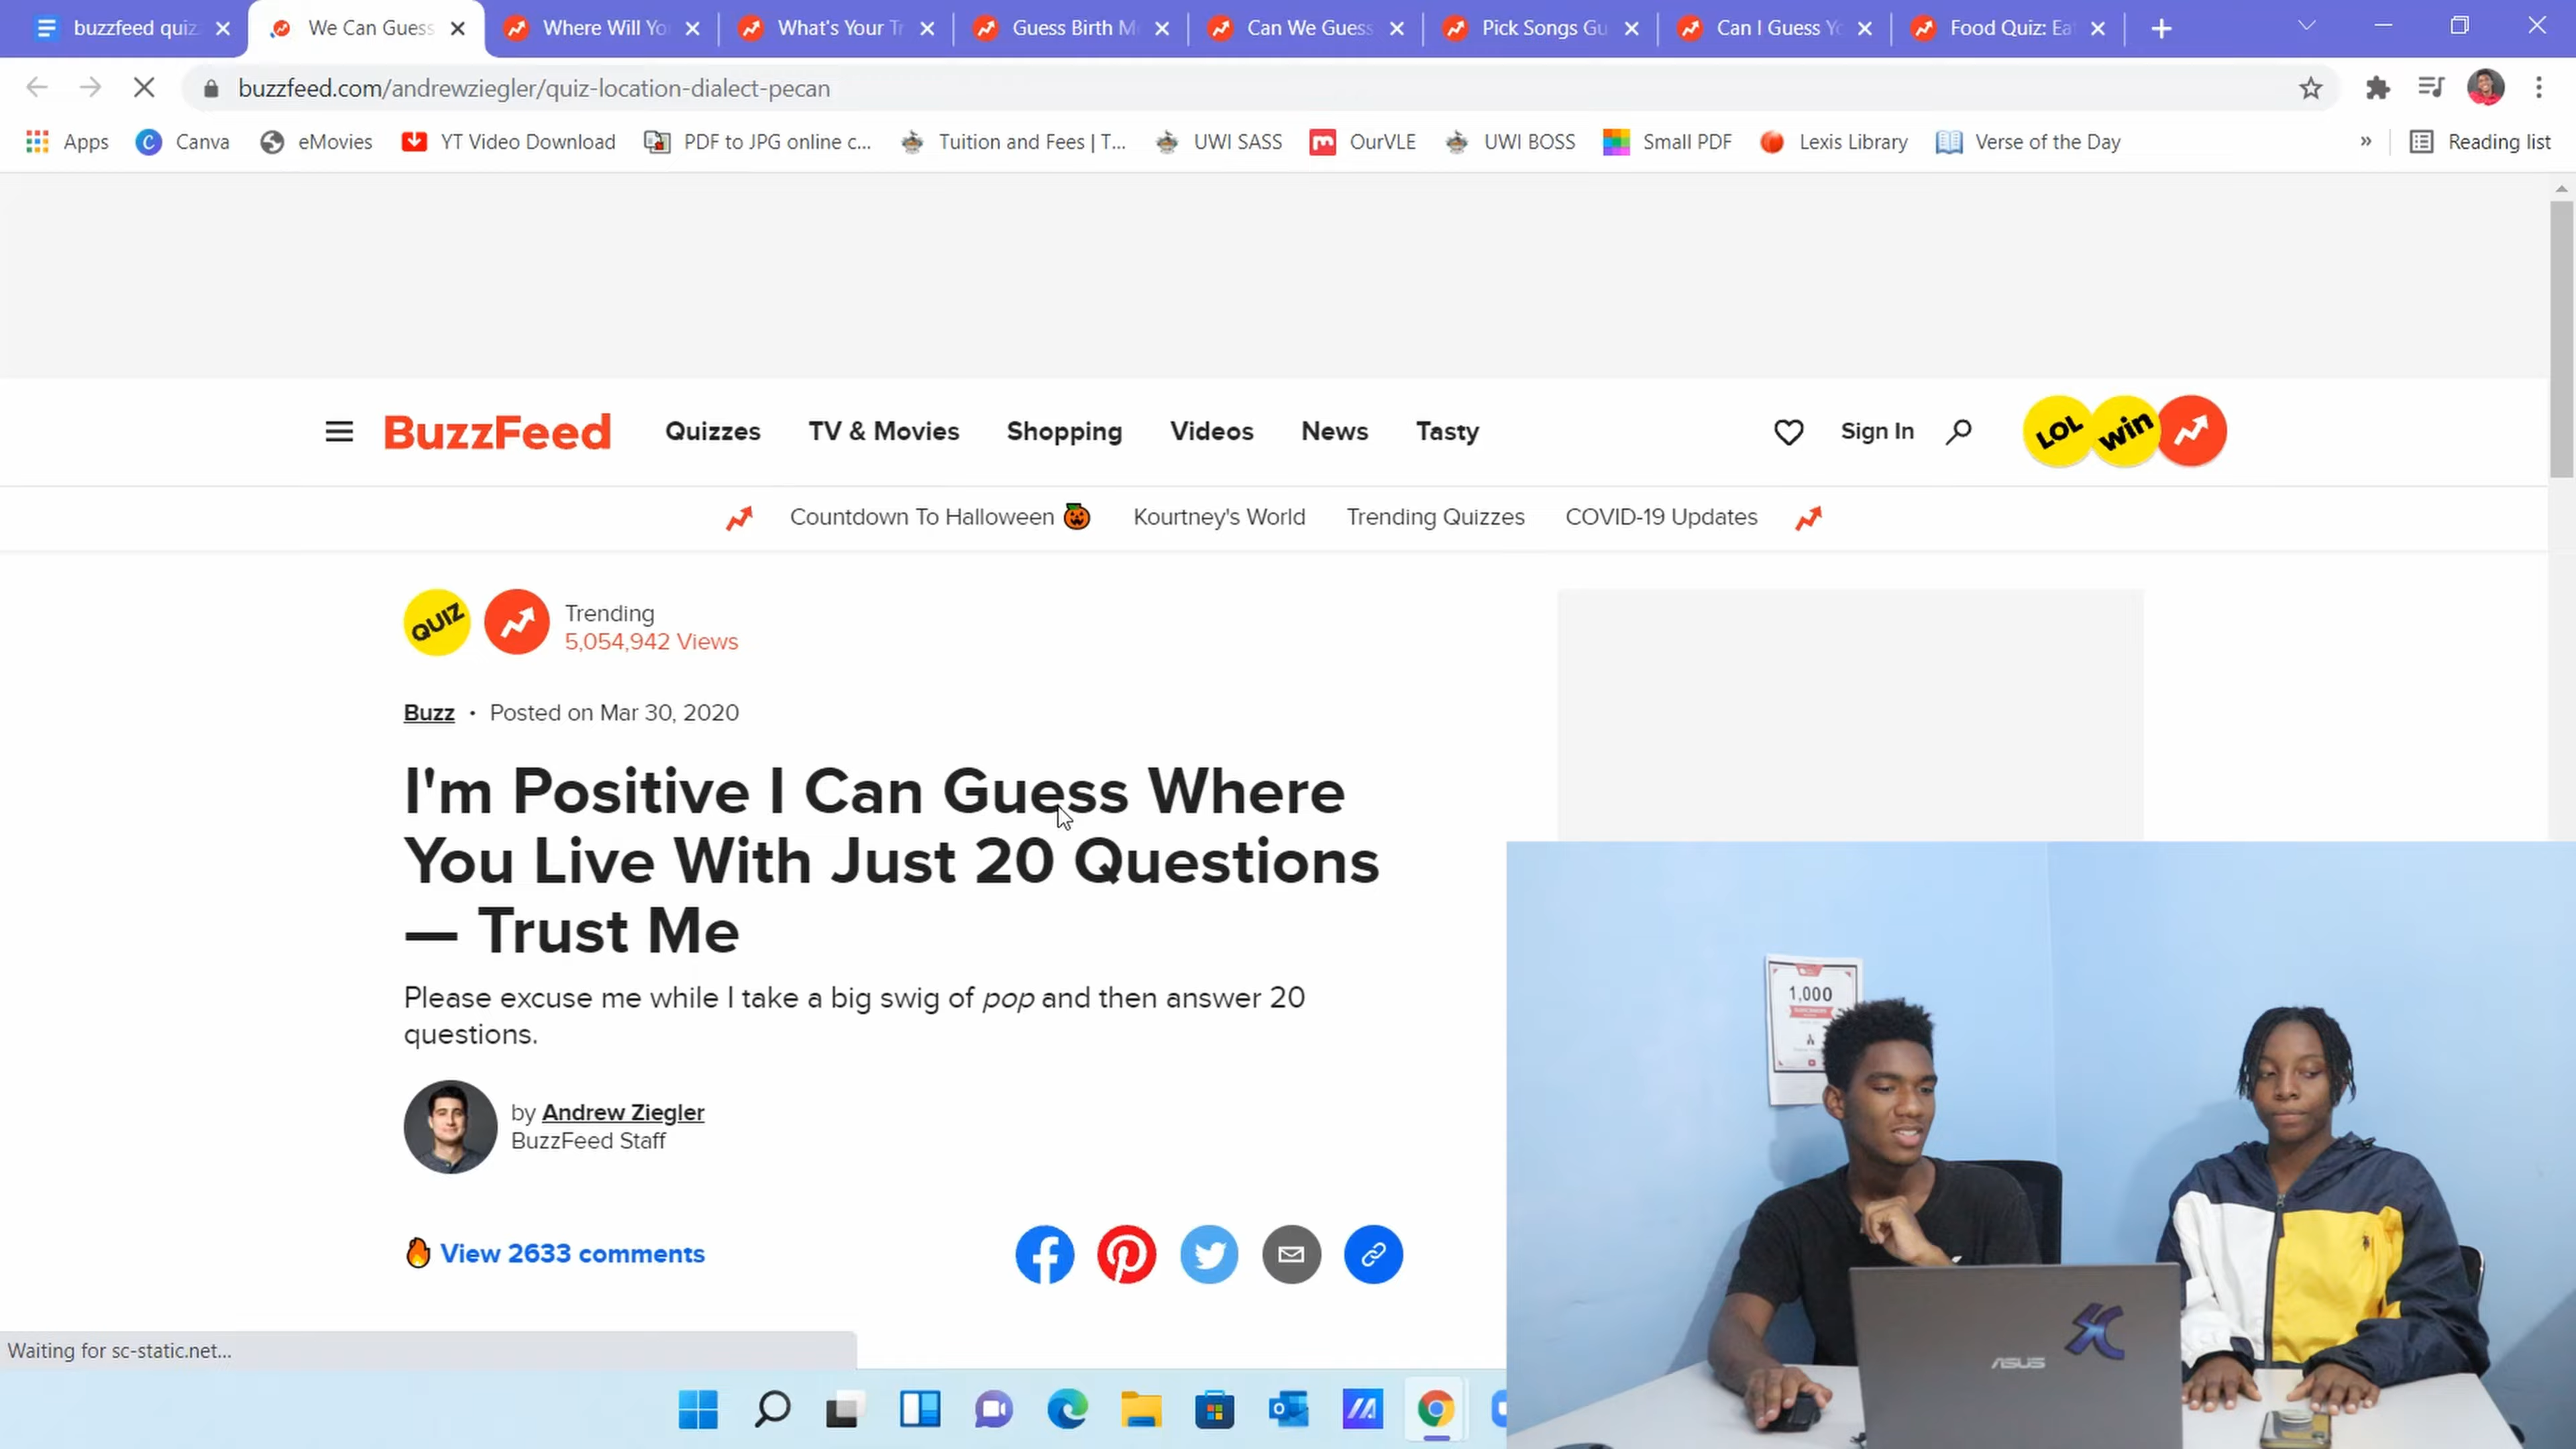 buzzfeed quiz
We Can Guess
Where Will Yo
What's Your Tr
Guess Birth M
Can We Guess
Pick Songs Gu
Can I Guess Yo
Food Quiz: Ea
buzzfeed.com/andrewziegler/quiz-location-dialect-pecan
Apps
Canva
eMovies
YT Video Download
PDF to JPG online c...
Tuition and Fees | T...
UWI SASS
OurVLE
UWI BOSS
Small PDF
Lexis Library
Verse of the Day
»
Reading list
BuzzFeed
Quizzes
TV & Movies
Shopping
Videos
News
Tasty
Sign In
LOL
win
Countdown To Halloween 🎃
Kourtney's World
Trending Quizzes
COVID-19 Updates
QUIZ
Trending
5,054,942 Views
Buzz • Posted on Mar 30, 2020
I'm Positive I Can Guess Where
You Live With Just 20 Questions
— Trust Me
Please excuse me while I take a big swig of pop and then answer 20
questions.
by Andrew Ziegler
BuzzFeed Staff
🔥 View 2633 comments
Waiting for sc-static.net...
1,000
ASUS